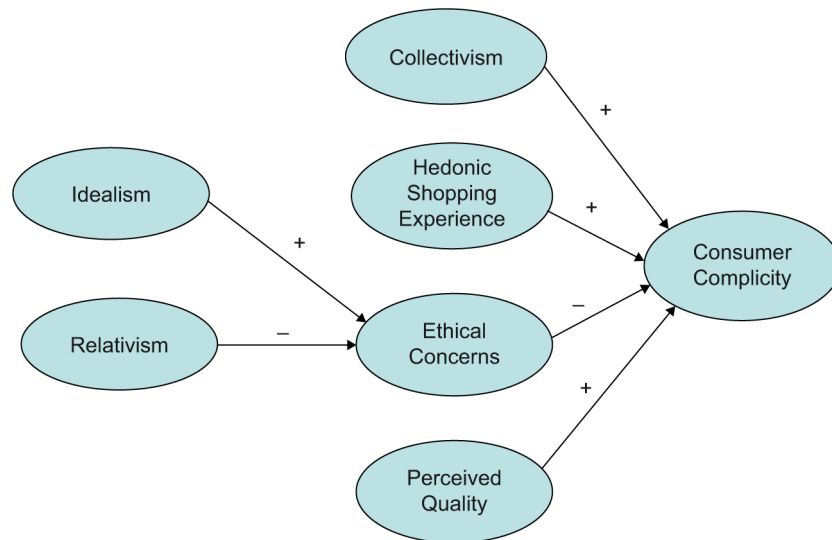 Collectivism
+
Hedonic
Shopping
Experience
+
Idealism
+
Consumer
Complicity
Relativism
–
Ethical
Concerns
–
+
Perceived
Quality